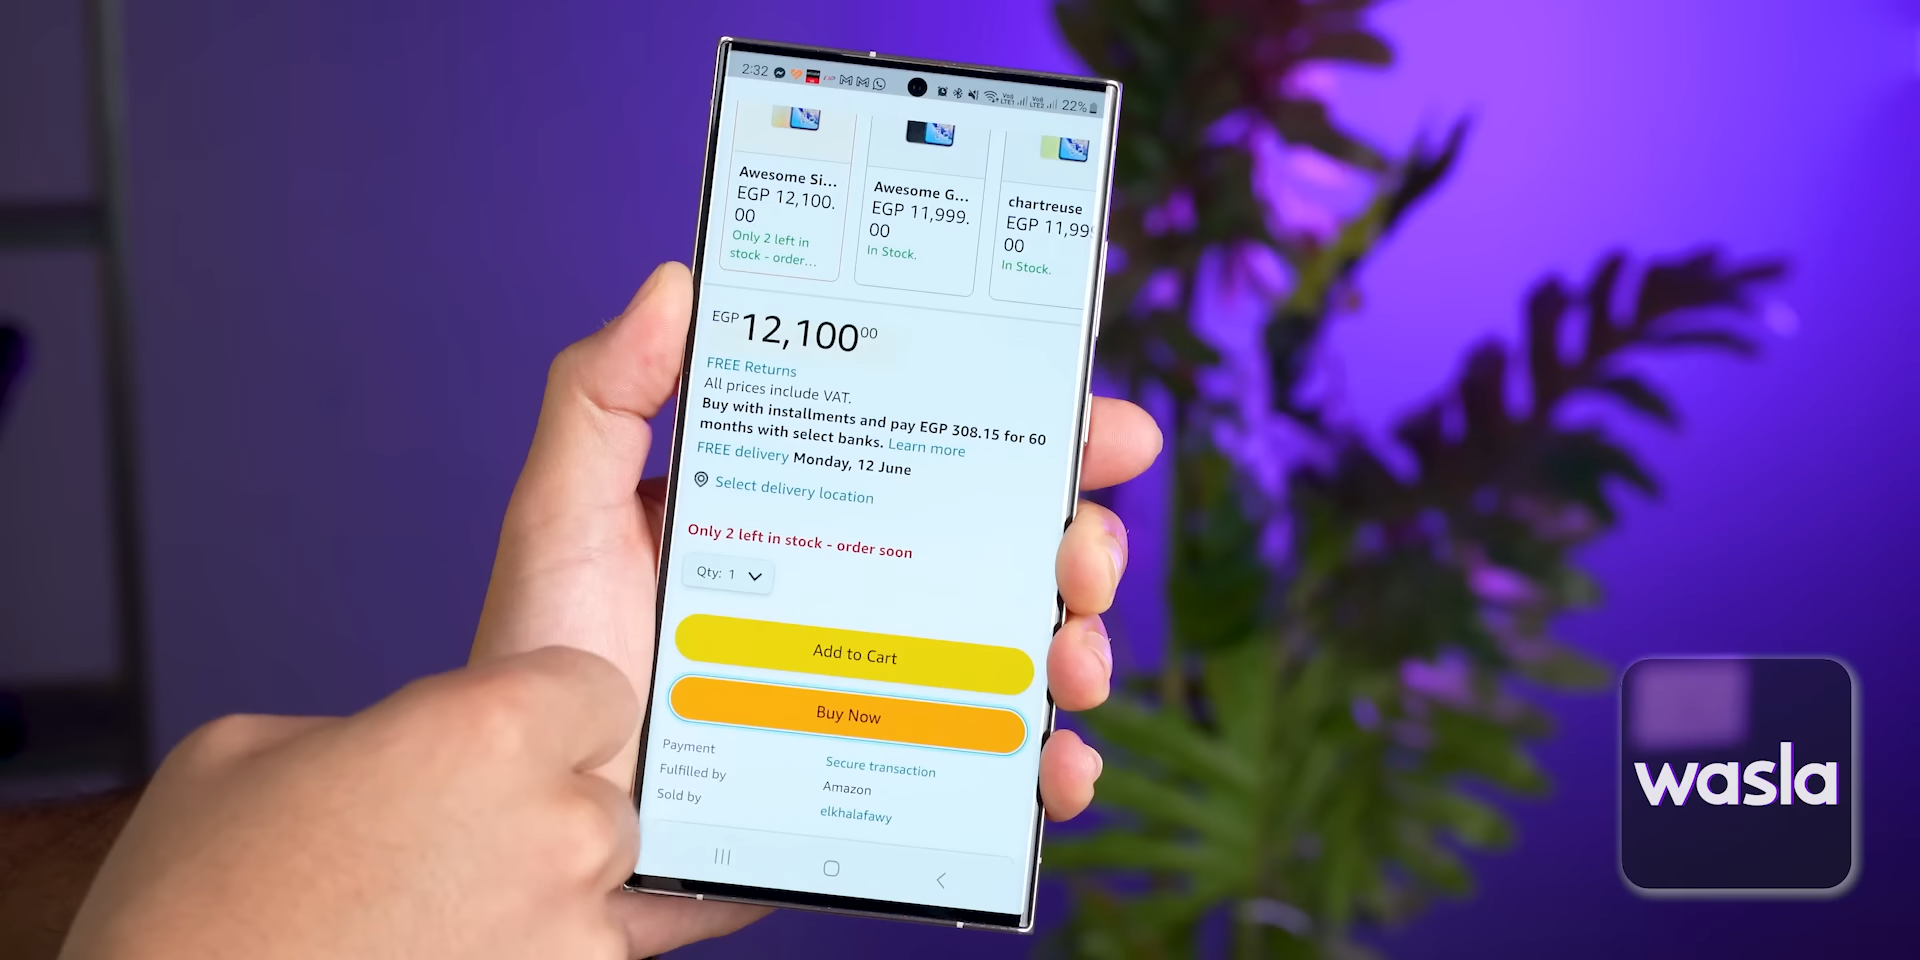 2:32
22%
Awesome Si...
EGP 12,100.
00
Only 2 left in
stock - order...
Awesome G...
EGP 11,999.
00
In Stock.
chartreuse
EGP 11,99
00
In Stock.
EGP 12,100 00
FREE Returns
All prices include VAT.
Buy with installments and pay EGP 308.15 for 60
months with select banks. Learn more
FREE delivery Monday, 12 June
Select delivery location
Only 2 left in stock - order soon
Qty: 1
Add to Cart
Buy Now
Payment Secure transaction
Fulfilled by Amazon
Sold by elkhalafawy
wasla